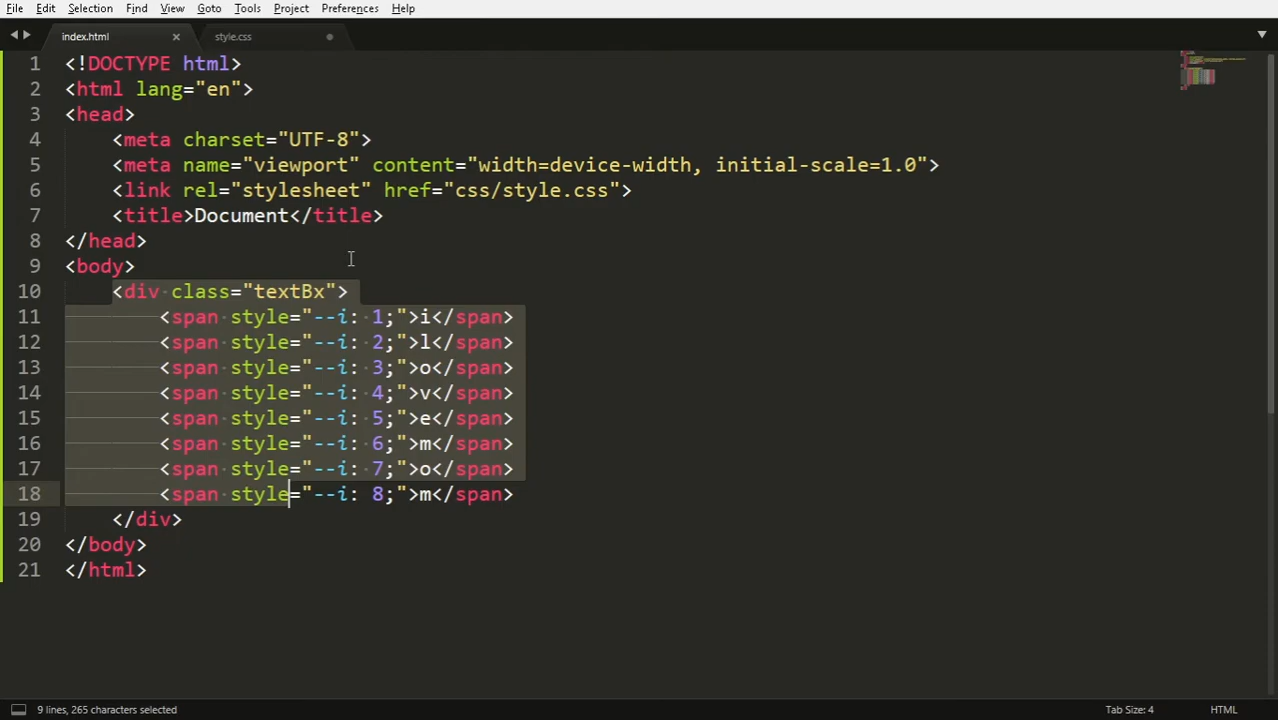 File Edit Selection Find View Goto Tools Project Preferences Help
index.html × style.css
1 <!DOCTYPE html>
2 <html lang="en">
3 <head>
4 <meta charset="UTF-8">
5 <meta name="viewport" content="width=device-width, initial-scale=1.0">
6 <link rel="stylesheet" href="css/style.css">
7 <title>Document</title>
8 </head>
9 <body>
10 <div class="textBx">
11 <span style="--i: 1;">i</span>
12 <span style="--i: 2;">l</span>
13 <span style="--i: 3;">o</span>
14 <span style="--i: 4;">v</span>
15 <span style="--i: 5;">e</span>
16 <span style="--i: 6;">m</span>
17 <span style="--i: 7;">o</span>
18 <span style="--i: 8;">m</span>
19 </div>
20 </body>
21 </html>
9 lines, 265 characters selected Tab Size: 4 HTML